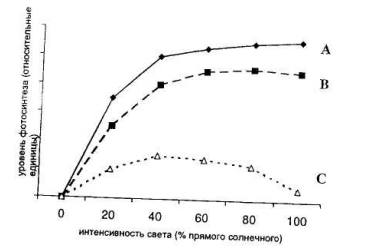 уровень фотосинтеза (относительные
единицы)
A
B
C
0 20 40 60 80 100
интенсивность света (% прямого солнечного)